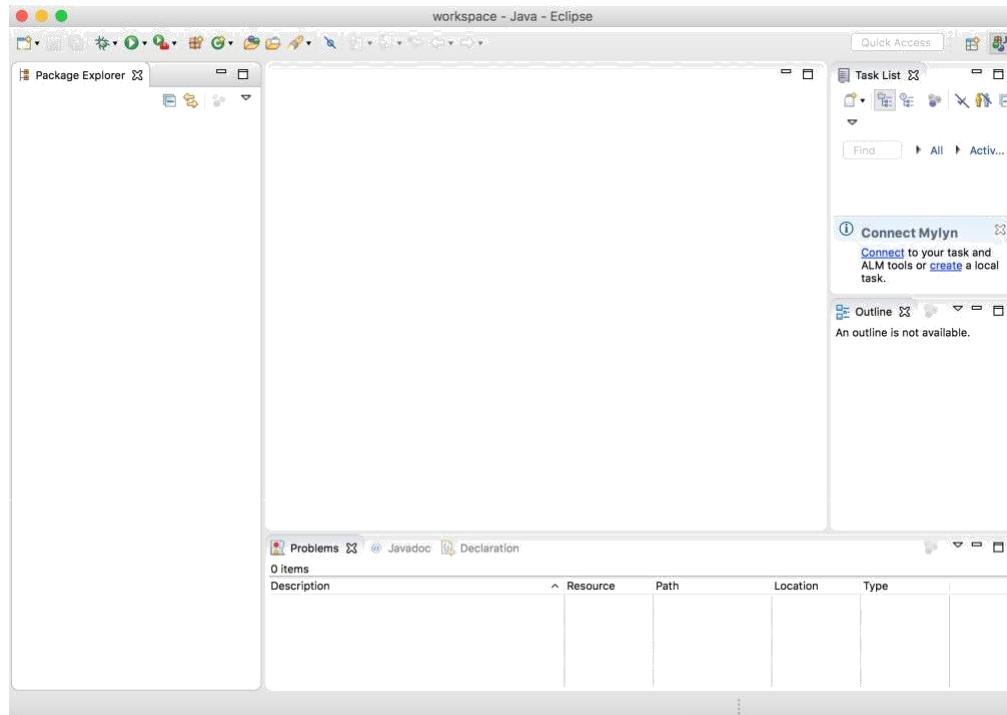 workspace - Java - Eclipse
Quick Access
Package Explorer
Task List
Find
All
Activ...
Connect Mylyn
Connect to your task and
ALM tools or create a local
task.
Outline
An outline is not available.
Problems
@ Javadoc
Declaration
0 items
Description
Resource
Path
Location
Type